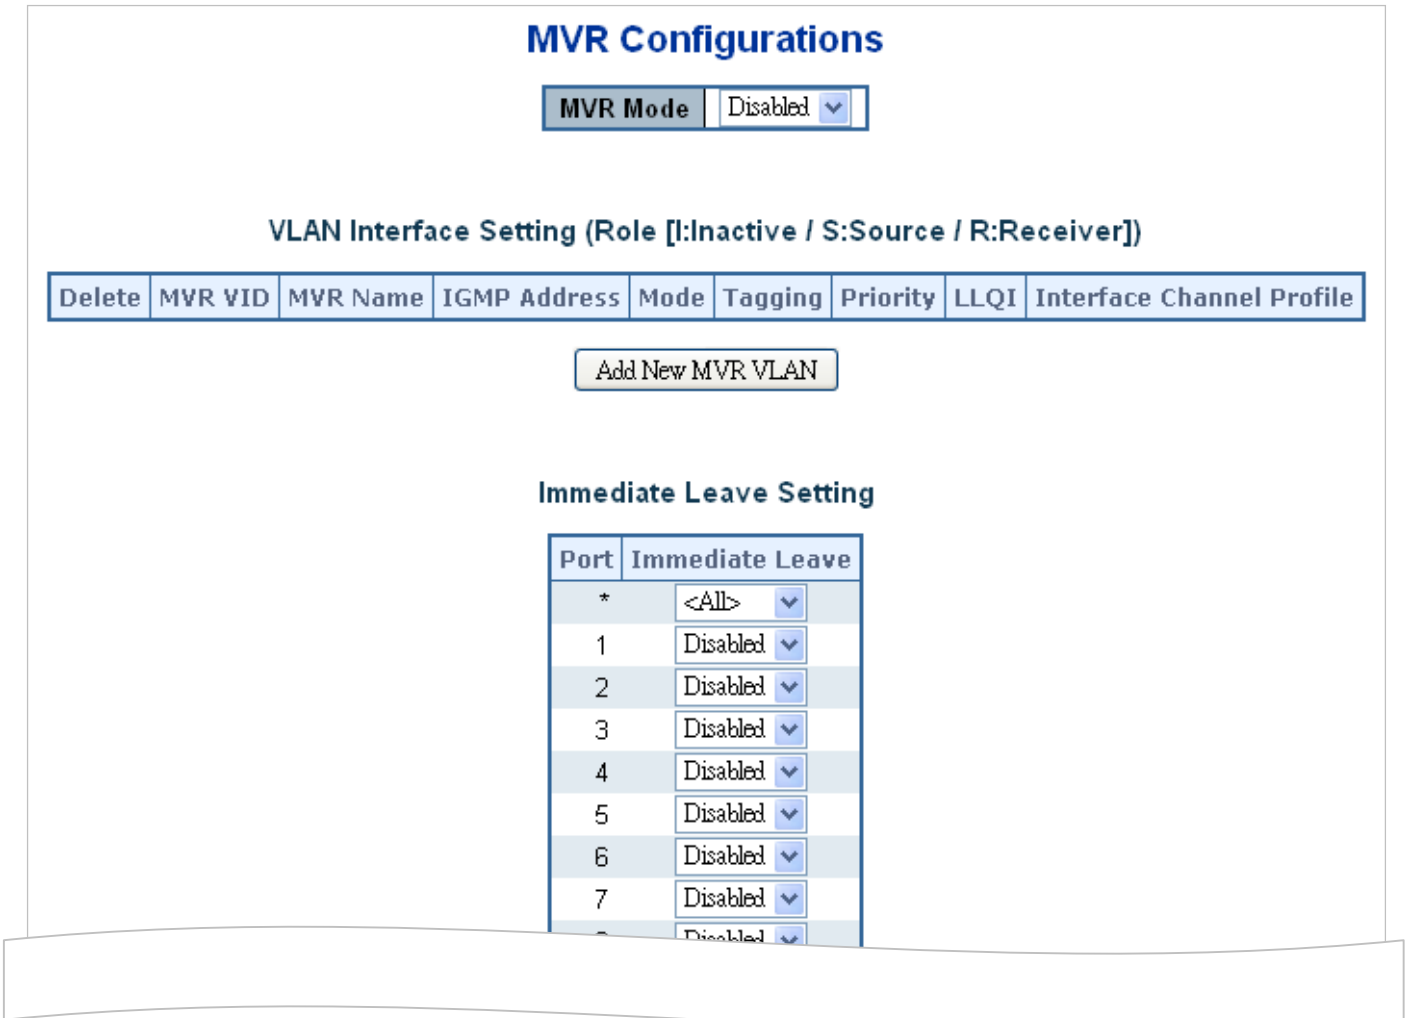 MVR Configurations
MVR Mode Disabled
VLAN Interface Setting (Role [I:Inactive / S:Source / R:Receiver])
Delete MVR VID MVR Name IGMP Address Mode Tagging Priority LLQI Interface Channel Profile
Add New MVR VLAN
Immediate Leave Setting
Port Immediate Leave
* <All>
1 Disabled
2 Disabled
3 Disabled
4 Disabled
5 Disabled
6 Disabled
7 Disabled
Disabled